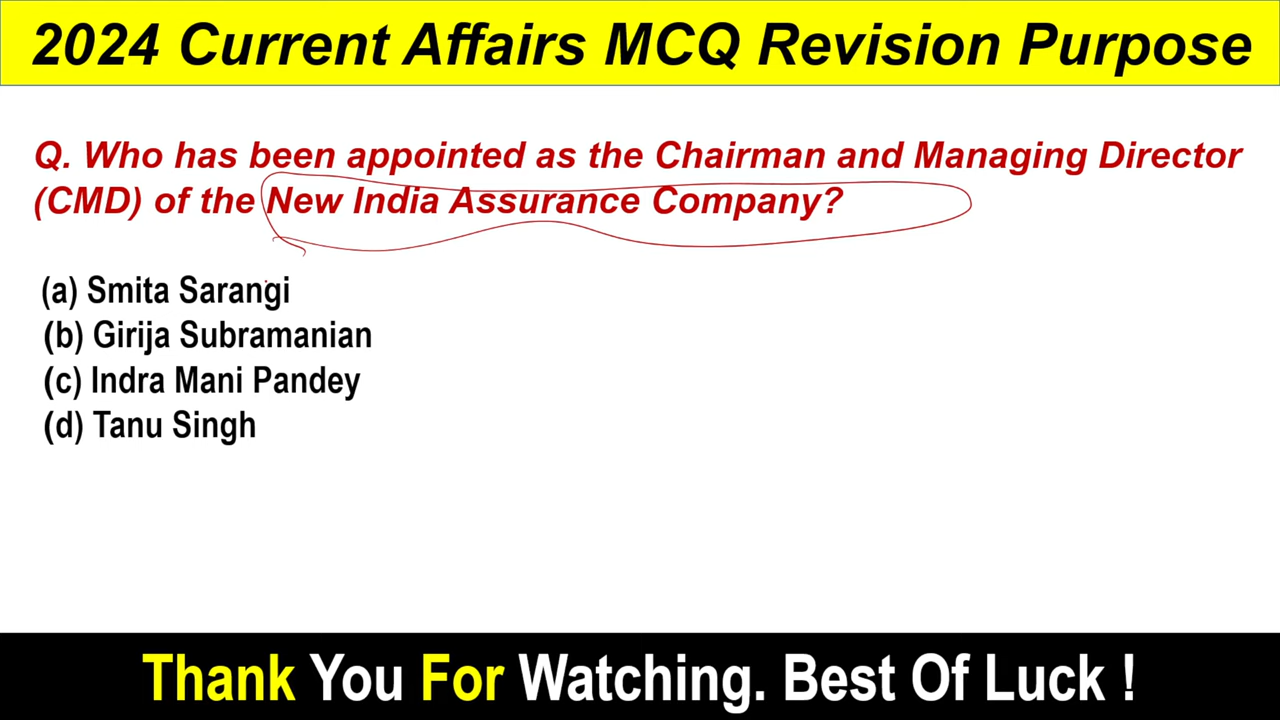 2024 Current Affairs MCQ Revision Purpose
Q. Who has been appointed as the Chairman and Managing Director
(CMD) of the New India Assurance Company?
(a) Smita Sarangi
(b) Girija Subramanian
(c) Indra Mani Pandey
(d) Tanu Singh
Thank You For Watching. Best Of Luck !